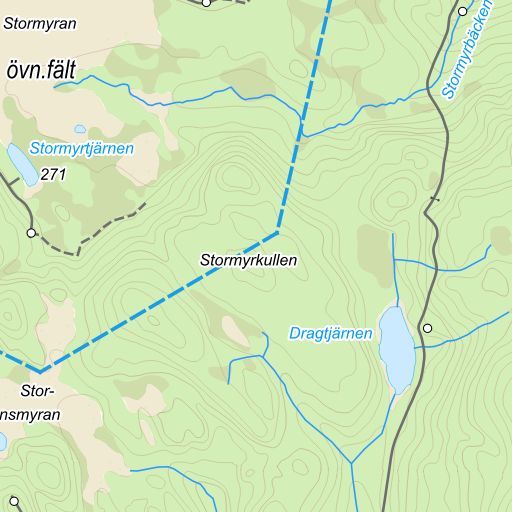 Stormyran
övn.fält
Stormyrbäcken
Stormyrtjärnen
271
Stormyrkullen
Dragtjärnen
Stor-
nsmyran